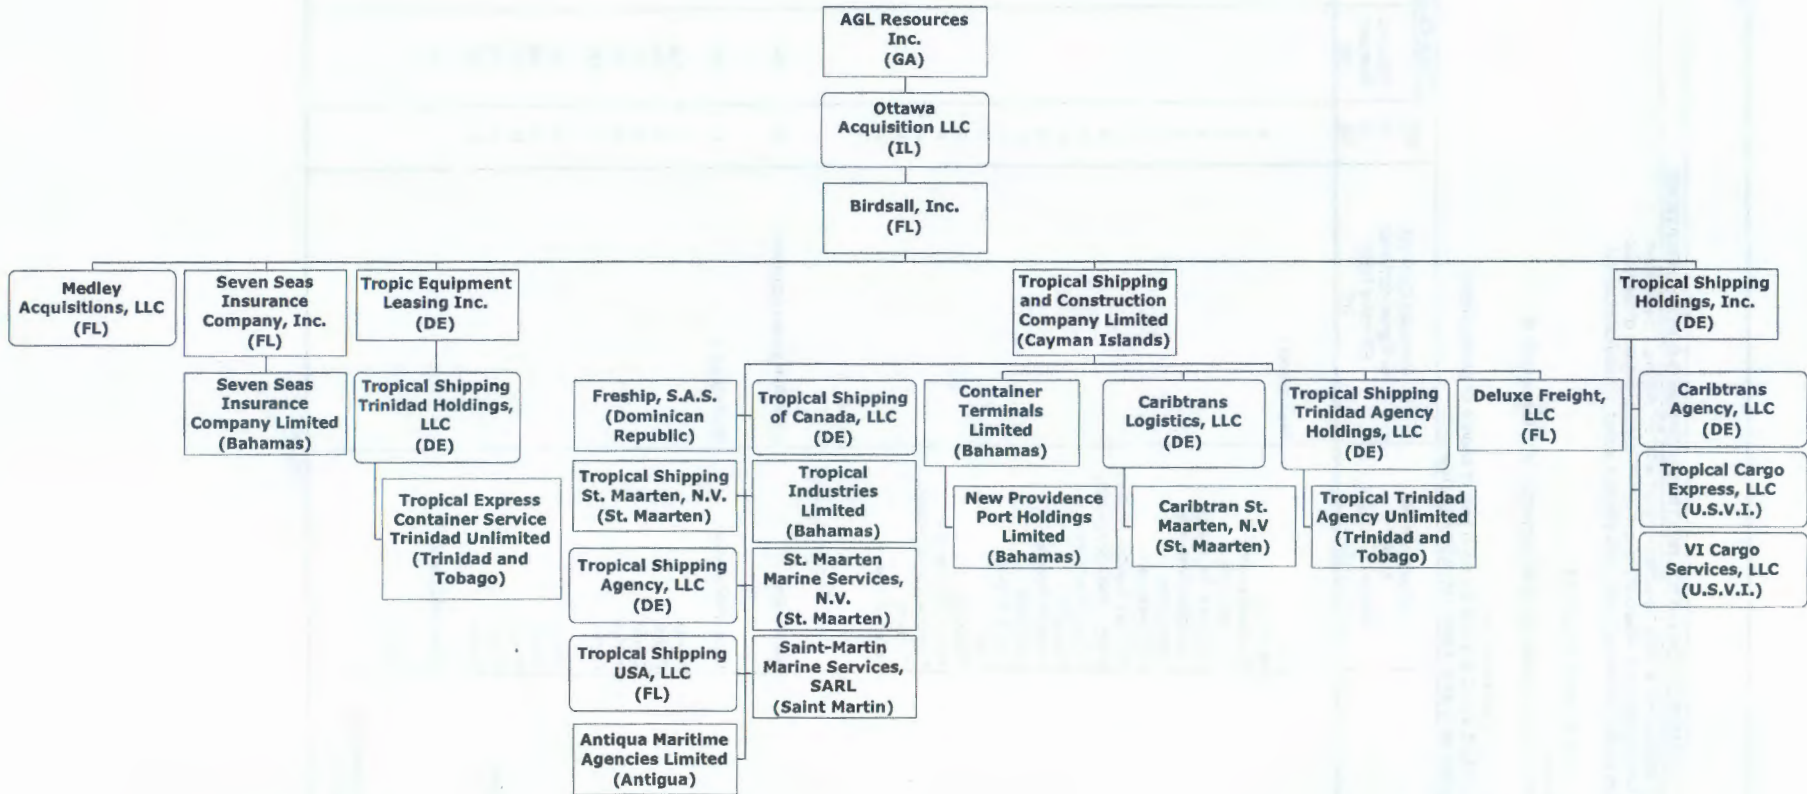 AGL Resources
Inc.
(GA)
Ottawa
Acquisition LLC
(IL)
Birdsall, Inc.
(FL)
Medley
Acquisitions, LLC
(FL)
Seven Seas
Insurance
Company, Inc.
(FL)
Tropic Equipment
Leasing Inc.
(DE)
Tropical Shipping
and Construction
Company Limited
(Cayman Islands)
Tropical Shipping
Holdings, Inc.
(DE)
Seven Seas
Insurance
Company Limited
(Bahamas)
Tropical Shipping
Trinidad Holdings,
LLC
(DE)
Tropical Express
Container Service
Trinidad Unlimited
(Trinidad and
Tobago)
Freship, S.A.S.
(Dominican
Republic)
Tropical Shipping
of Canada, LLC
(DE)
Tropical Shipping
St. Maarten, N.V.
(St. Maarten)
Tropical
Industries
Limited
(Bahamas)
Tropical Shipping
Agency, LLC
(DE)
St. Maarten
Marine Services,
N.V.
(St. Maarten)
Tropical Shipping
USA, LLC
(FL)
Saint-Martin
Marine Services,
SARL
(Saint Martin)
Antiqua Maritime
Agencies Limited
(Antigua)
Container
Terminals
Limited
(Bahamas)
New Providence
Port Holdings
Limited
(Bahamas)
Caribtrans
Logistics, LLC
(DE)
Caribtran St.
Maarten, N.V
(St. Maarten)
Tropical Shipping
Trinidad Agency
Holdings, LLC
(DE)
Tropical Trinidad
Agency Unlimited
(Trinidad and
Tobago)
Deluxe Freight,
LLC
(FL)
Caribtrans
Agency, LLC
(DE)
Tropical Cargo
Express, LLC
(U.S.V.I.)
VI Cargo
Services, LLC
(U.S.V.I.)